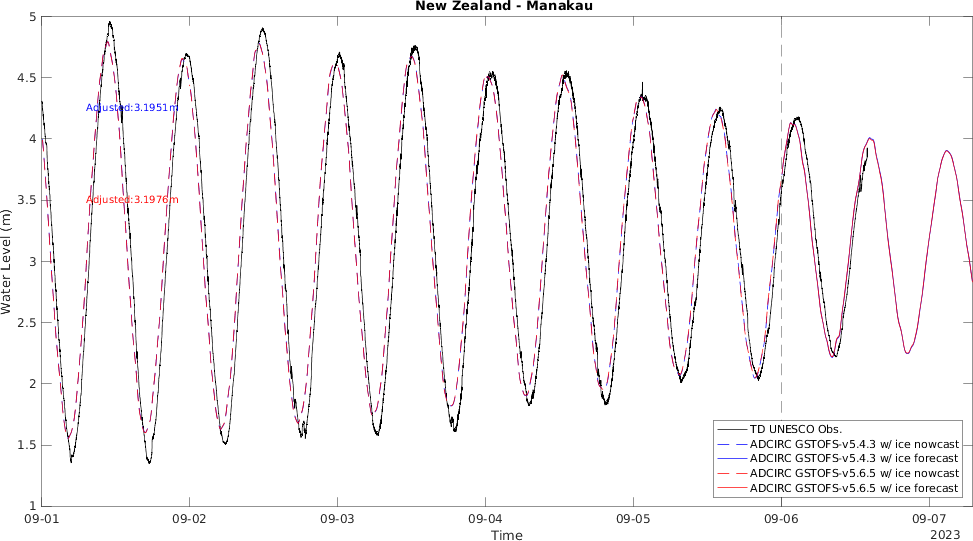 New Zealand - Manakau
5
4.5
4
3.5
3
2.5
2
1.5
1
Water Level (m)
Adjusted:3.1951m
Adjusted:3.1976m
TD UNESCO Obs.
ADCIRC GSTOFS-v5.4.3 w/ ice nowcast
ADCIRC GSTOFS-v5.4.3 w/ ice forecast
ADCIRC GSTOFS-v5.6.5 w/ ice nowcast
ADCIRC GSTOFS-v5.6.5 w/ ice forecast
09-01 09-02 09-03 09-04 09-05 09-06 09-07
Time
2023